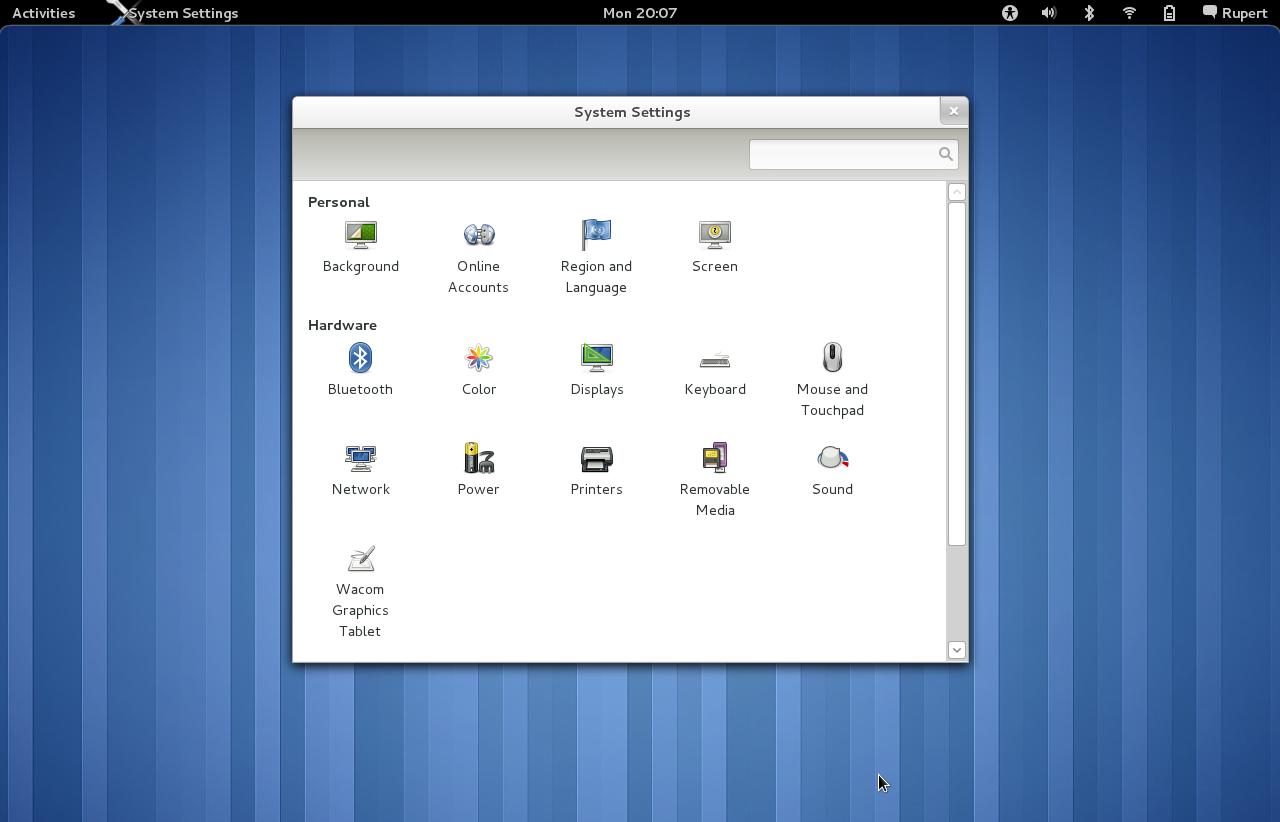 Activities System Settings Mon 20:07 Rupert
System Settings
Personal
Background Online Accounts Region and Language Screen
Hardware
Bluetooth Color Displays Keyboard Mouse and Touchpad
Network Power Printers Removable Media Sound
Wacom Graphics Tablet